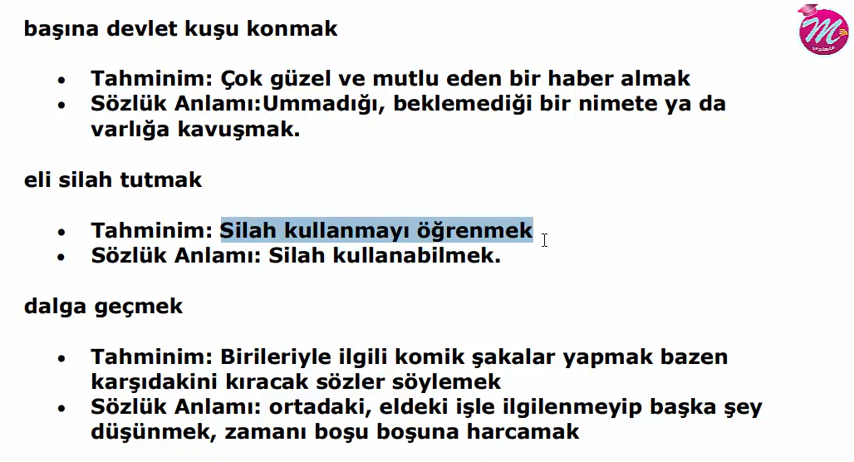 başına devlet kuşu konmak
• Tahminim: Çok güzel ve mutlu eden bir haber almak
• Sözlük Anlamı:Ummadığı, beklemediği bir nimete ya da
varlığa kavuşmak.
eli silah tutmak
• Tahminim: Silah kullanmayı öğrenmek
• Sözlük Anlamı: Silah kullanabilmek.
dalga geçmek
• Tahminim: Birileriyle ilgili komik şakalar yapmak bazen
karşıdakini kıracak sözler söylemek
• Sözlük Anlamı: ortadaki, eldeki işle ilgilenmeyip başka şey
düşünmek, zamanı boşu boşuna harcamak